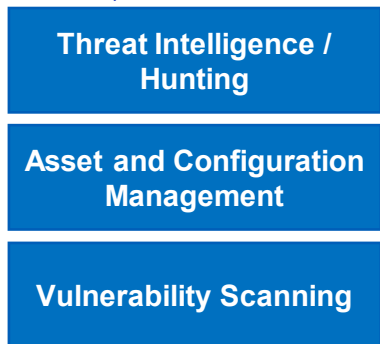 Threat Intelligence /
Hunting
Asset and Configuration
Management
Vulnerability Scanning